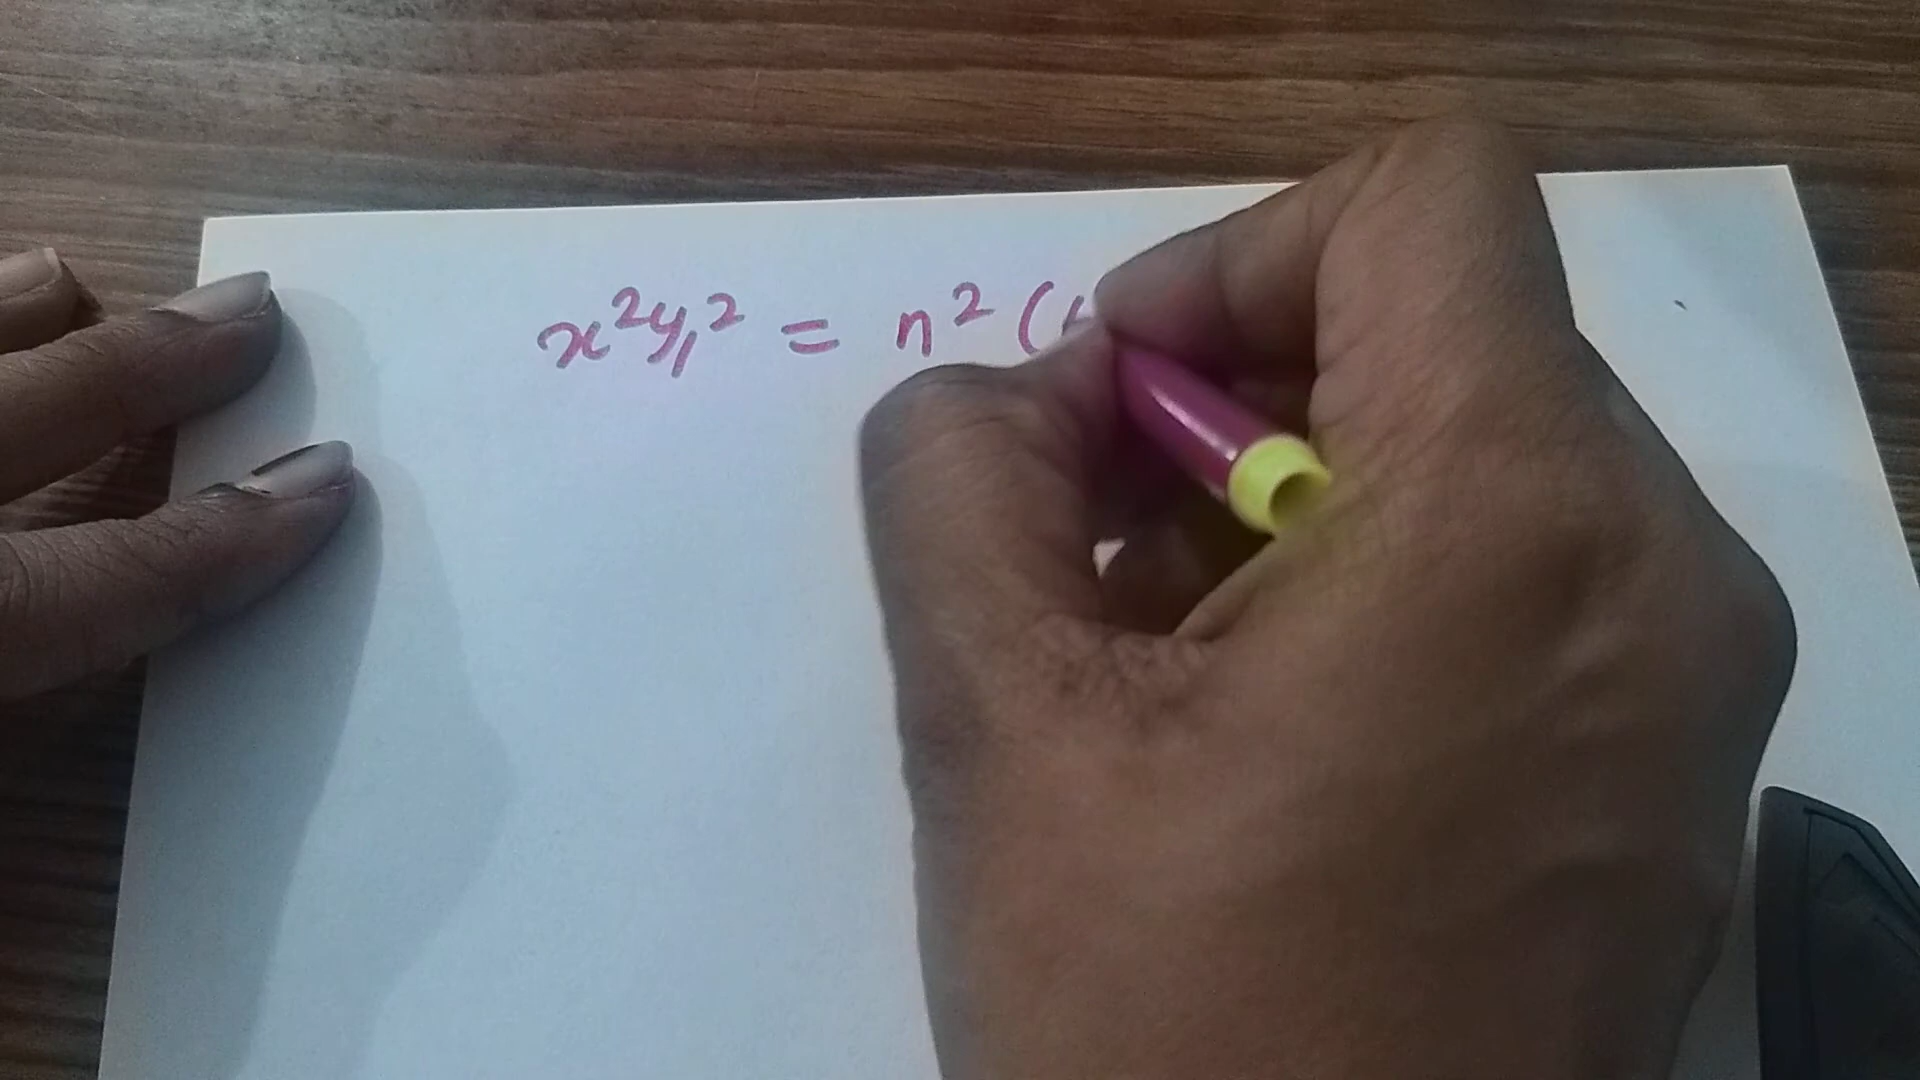 x²y₁² = n² (